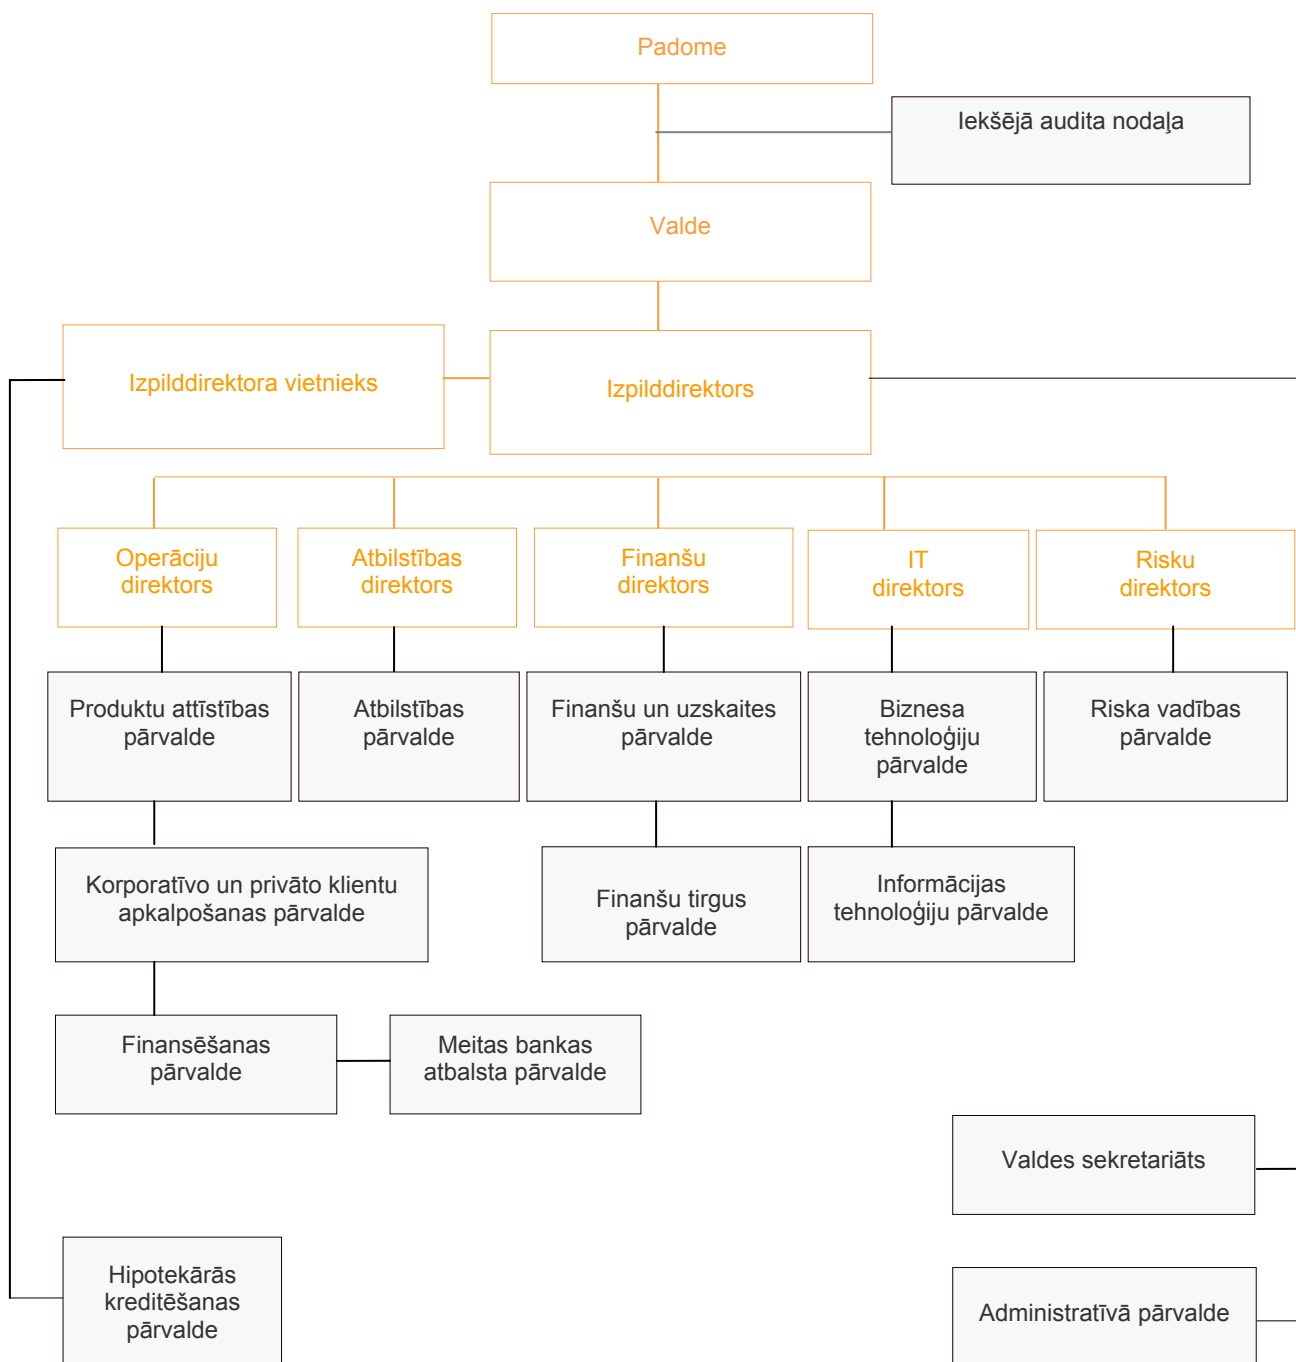 Padome
Iekšējā audita nodaļa
Valde
Izpilddirektora vietnieks
Izpilddirektors
Operāciju
direktors
Atbilstības
direktors
Finanšu
direktors
IT
direktors
Risku
direktors
Produktu attīstības
pārvalde
Atbilstības
pārvalde
Finanšu un uzskaites
pārvalde
Biznesa
tehnoloģiju
pārvalde
Riska vadības
pārvalde
Korporatīvo un privāto klientu
apkalpošanas pārvalde
Finanšu tirgus
pārvalde
Informācijas
tehnoloģiju pārvalde
Finansēšanas
pārvalde
Meitas bankas
atbalsta pārvalde
Valdes sekretariāts
Hipotekārās
kreditēšanas
pārvalde
Administratīvā pārvalde